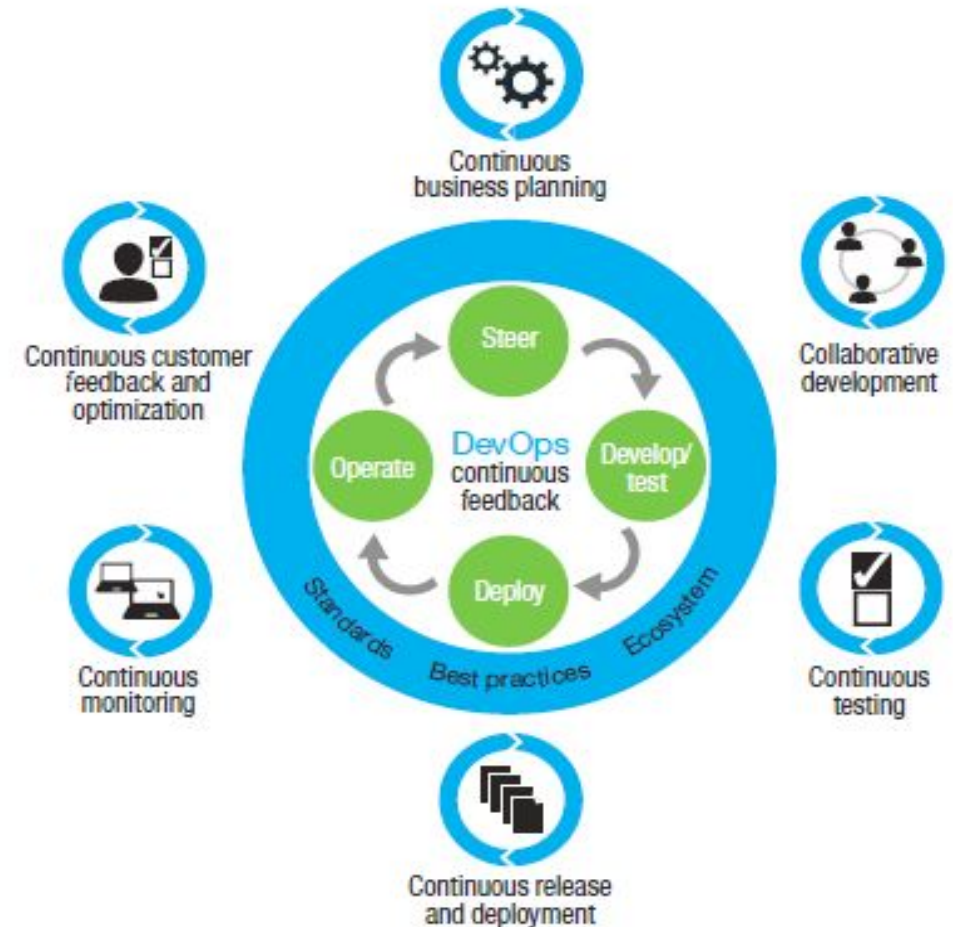 Continuous
business planning
Continuous customer
feedback and
optimization
Collaborative
development
Steer
Operate
DevOps
continuous
feedback
Develop/
test
Deploy
Standards
Best practices
Ecosystem
Continuous
monitoring
Continuous
testing
Continuous release
and deployment